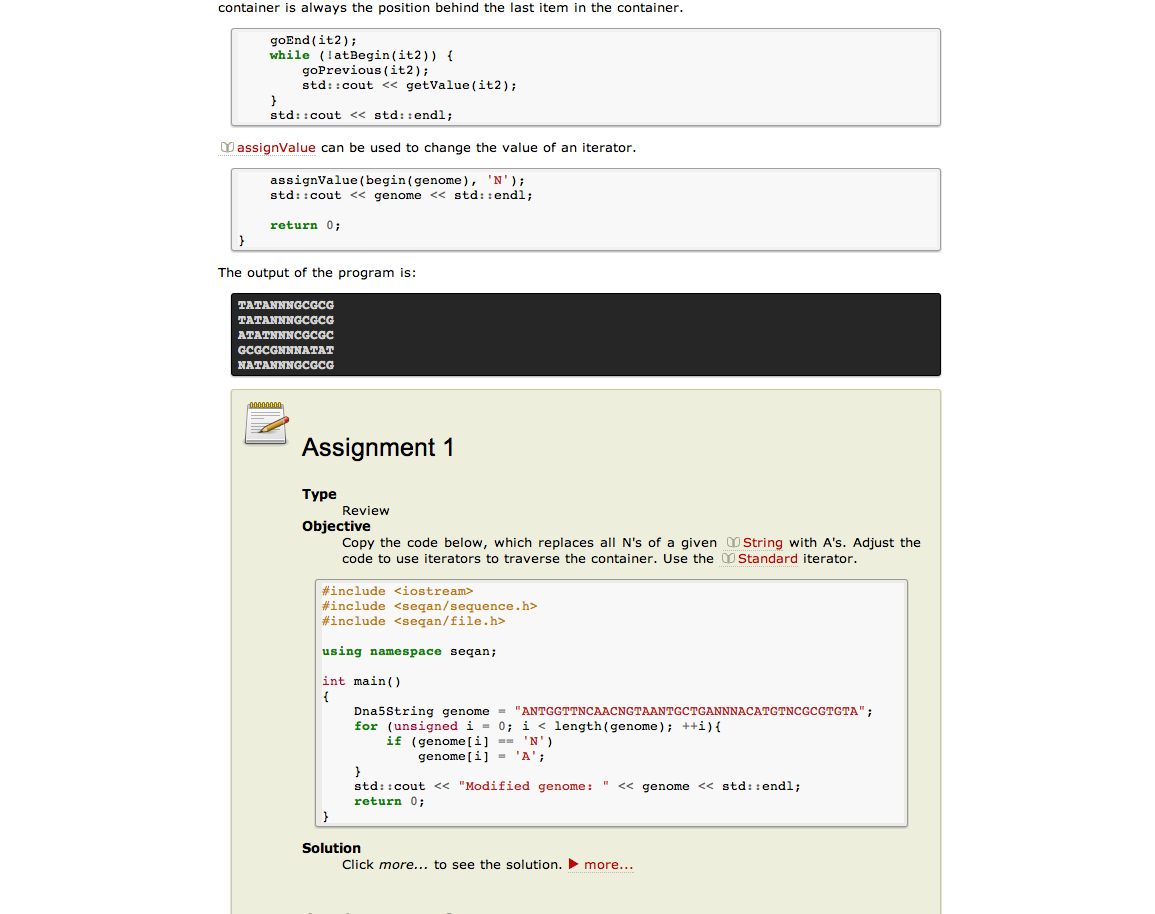 container is always the position behind the last item in the container.
goEnd(it2);
while (!atBegin(it2)) {
goPrevious(it2);
std::cout << getValue(it2);
}
std::cout << std::endl;
assignValue can be used to change the value of an iterator.
assignValue(begin(genome), 'N');
std::cout << genome << std::endl;
return 0;
}
The output of the program is:
TATANNNGCGCG
TATANNNGCGCG
ATATNNNCGCGC
GCGCGNNNATAT
NATANNNGCGCG
Assignment 1
Type
Review
Objective
Copy the code below, which replaces all N's of a given String with A's. Adjust the
code to use iterators to traverse the container. Use the Standard iterator.
#include <iostream>
#include <seqan/sequence.h>
#include <seqan/file.h>
using namespace seqan;
int main()
{
Dna5String genome = "ANTGGTTNCAACNGTAANTGCTGANNNACATGTNCGCGTGTA";
for (unsigned i = 0; i < length(genome); ++i){
if (genome[i] == 'N')
genome[i] = 'A';
}
std::cout << "Modified genome: " << genome << std::endl;
return 0;
}
Solution
Click more... to see the solution. more...